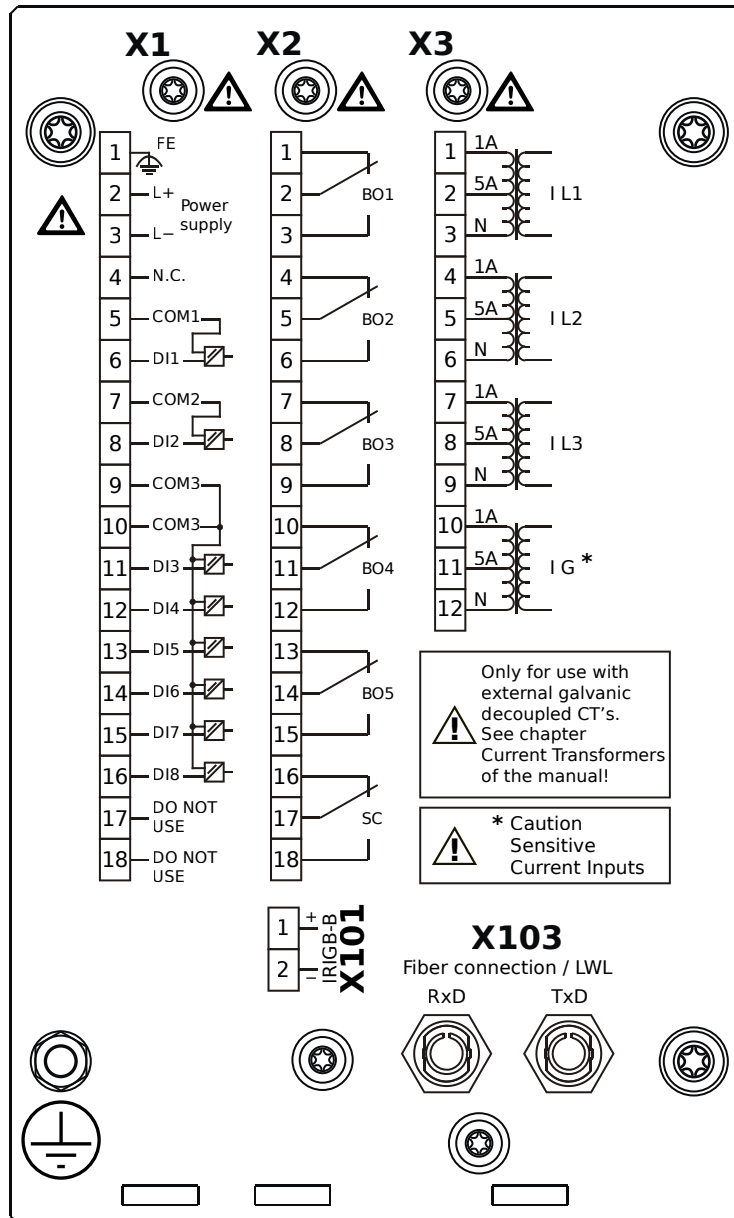 X1 X2 X3
1 FE
2 L+
Power
supply
3 L−
4 N.C.
5 COM1
6 DI1
7 COM2
8 DI2
9 COM3
10 COM3
11 DI3
12 DI4
13 DI5
14 DI6
15 DI7
16 DI8
17 DO NOT
USE
18 DO NOT
USE
1
2 BO1
3
4
5 BO2
6
7
8 BO3
9
10
11 BO4
12
13
14 BO5
15
16
17 SC
18
1 1A
2 5A I L1
3 N
4 1A
5 5A I L2
6 N
7 1A
8 5A I L3
9 N
10 1A
11 5A I G *
12 N
Only for use with
external galvanic
decoupled CT's.
See chapter
Current Transformers
of the manual!
* Caution
Sensitive
Current Inputs
1 +
2 −
IRIGB-B
X101
X103
Fiber connection / LWL
RxD TxD